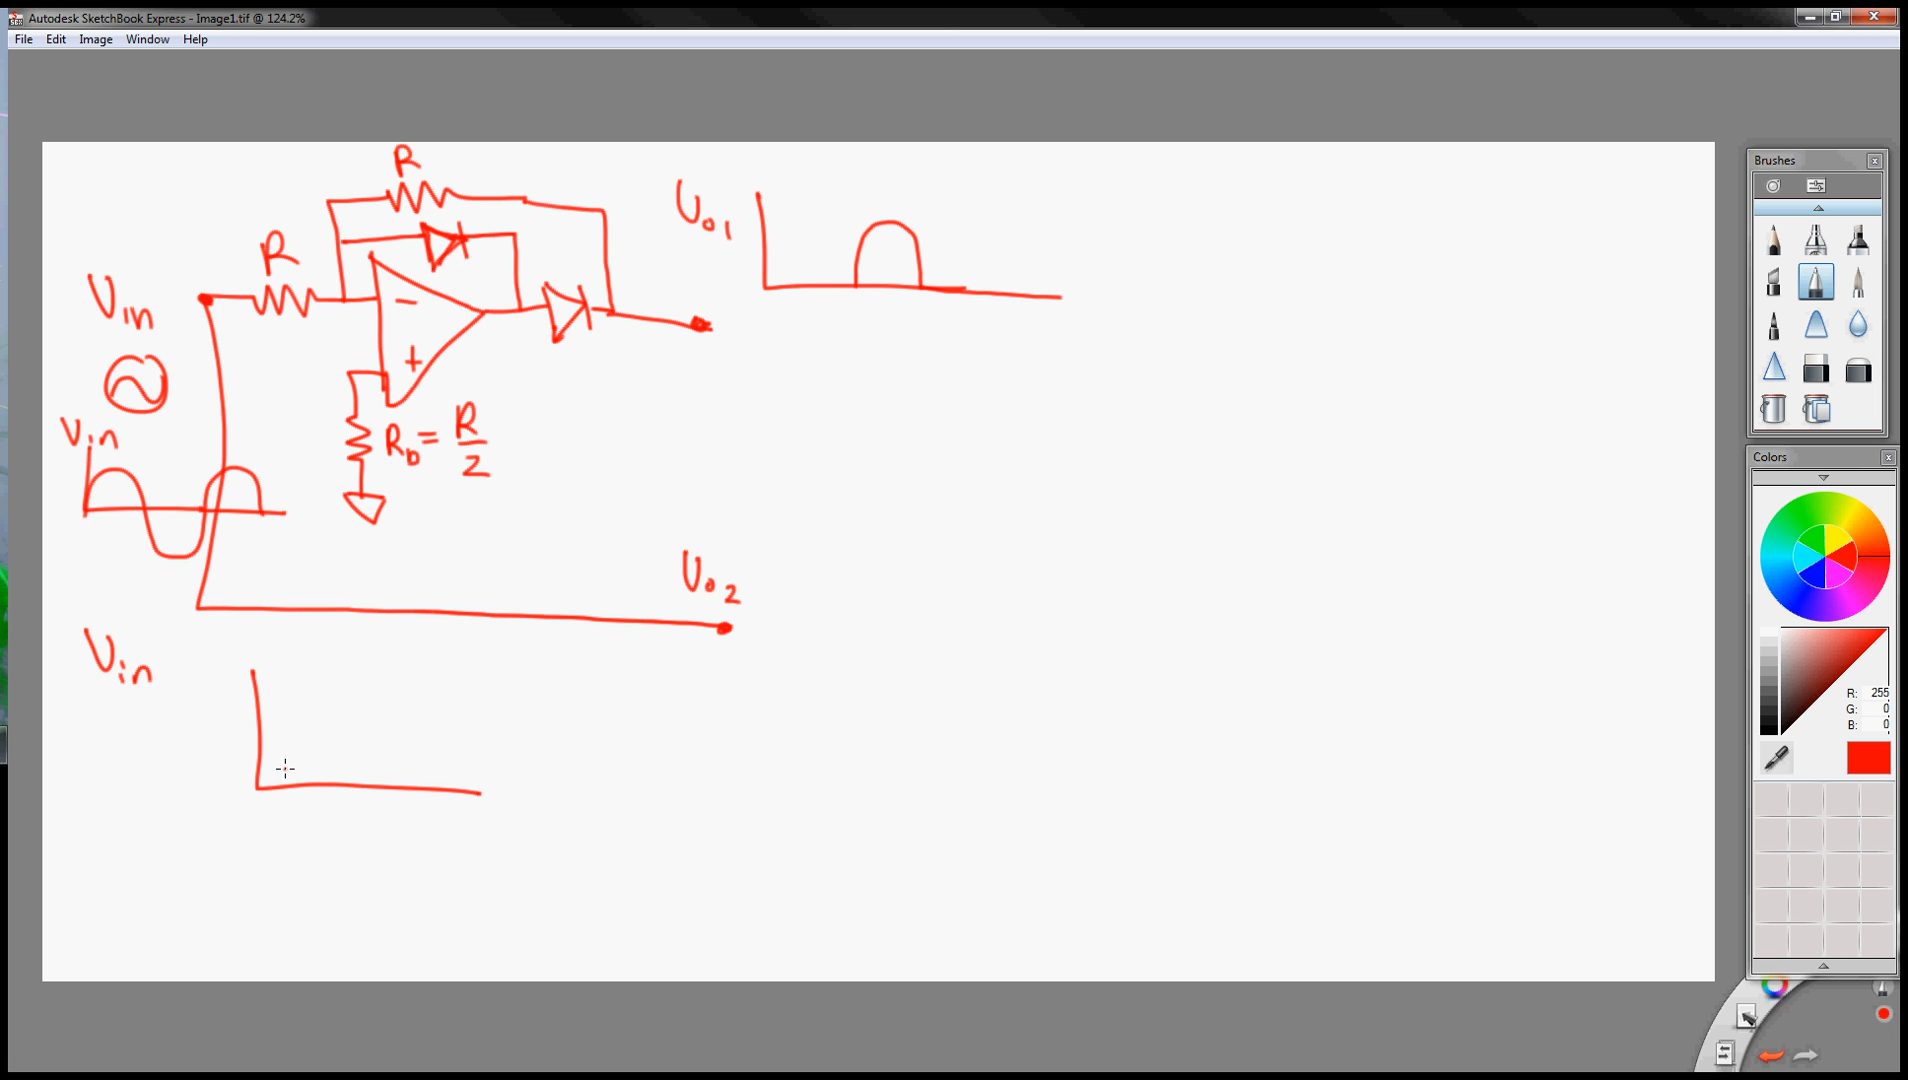 Autodesk SketchBook Express - Image1.tif @ 124.2%
File Edit Image Window Help
R
R
Vin
-
+
Vo1
Vin
Rb = R/2
Vo2
Vin
Brushes
Colors
R: 255
G: 0
B: 0